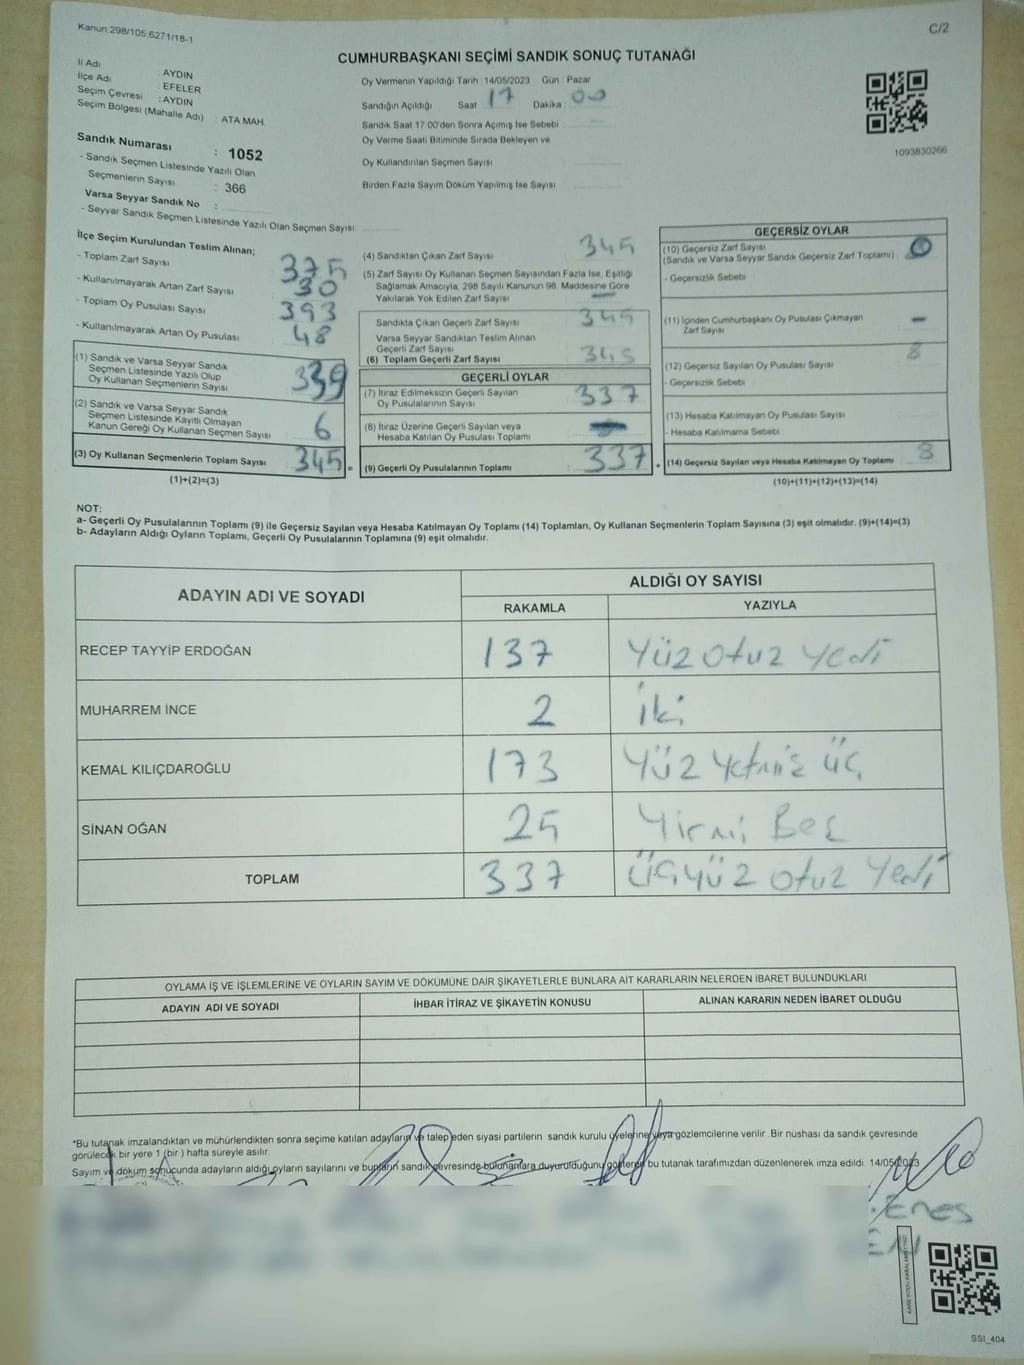 Kanun,298/105,6271/18-1
C/2
CUMHURBAŞKANI SEÇİMİ SANDIK SONUÇ TUTANAĞI
İl Adı : AYDIN
İlçe Adı : EFELER
Seçim Çevresi : AYDIN
Seçim Bölgesi (Mahalle Adı) : ATA MAH.
Sandık Numarası : 1052
- Sandık Seçmen Listesinde Yazılı Olan
Seçmenlerin Sayısı : 366
Varsa Seyyar Sandık No :
- Seyyar Sandık Seçmen Listesinde Yazılı Olan Seçmen Sayısı:
Oy Vermenin Yapıldığı Tarih 14/05/2023 Gün : Pazar
Sandığın Açıldığı Saat 17 Dakika : 00
Sandık Saat 17:00'den Sonra Açımış İse Sebebi :
Oy Verme Saati Bitiminde Sırada Bekleyen ve
Oy Kullandırılan Seçmen Sayısı :
Birden Fazla Sayım Döküm Yapılmış İse Sayısı :
1093830266
İlçe Seçim Kurulundan Teslim Alınan;
- Toplam Zarf Sayısı : 375
- Kullanılmayarak Artan Zarf Sayısı : 30
- Toplam Oy Pusulası Sayısı : 393
- Kullanılmayarak Artan Oy Pusulası : 48
(1) Sandık ve Varsa Seyyar Sandık
Seçmen Listesinde Yazılı Olup
Oy Kullanan Seçmenlerin Sayısı : 339
(2) Sandık ve Varsa Seyyar Sandık
Seçmen Listesinde Kayıtlı Olmayan
Kanun Gereği Oy Kullanan Seçmen Sayısı : 6
(3) Oy Kullanan Seçmenlerin Toplam Sayısı : 345 =
(1)+(2)=(3)
(4) Sandıktan Çıkan Zarf Sayısı : 345
(5) Zarf Sayısı Oy Kullanan Seçmen Sayısından Fazla İse, Eşitliği
Sağlamak Amacıyla, 298 Sayılı Kanunun 98. Maddesine Göre
Yakılarak Yok Edilen Zarf Sayısı : —
Sandıkta Çıkan Geçerli Zarf Sayısı : 345
Varsa Seyyar Sandıktan Teslim Alınan
Geçerli Zarf Sayısı :
(6) Toplam Geçerli Zarf Sayısı : 345
GEÇERLİ OYLAR
(7) İtiraz Edilmeksizin Geçerli Sayılan
Oy Pusulalarının Sayısı : 337
(8) İtiraz Üzerine Geçerli Sayılan veya
Hesaba Katılan Oy Pusulası Toplamı :
(9) Geçerli Oy Pusulalarının Toplamı : 337 +
GEÇERSİZ OYLAR
(10) Geçersiz Zarf Sayısı
(Sandık ve Varsa Seyyar Sandık Geçersiz Zarf Toplamı) :
- Geçersizlik Sebebi
(11) İçinden Cumhurbaşkanı Oy Pusulası Çıkmayan
Zarf Sayısı : —
(12) Geçersiz Sayılan Oy Pusulası Sayısı : 8
- Geçersizlik Sebebi
(13) Hesaba Katılmayan Oy Pusulası Sayısı
- Hesaba Katılmama Sebebi
(14) Geçersiz Sayılan veya Hesaba Katılmayan Oy Toplamı : 8
(10)+(11)+(12)+(13)=(14)
NOT:
a- Geçerli Oy Pusulalarının Toplamı (9) ile Geçersiz Sayılan veya Hesaba Katılmayan Oy Toplamı (14) Toplamları, Oy Kullanan Seçmenlerin Toplam Sayısına (3) eşit olmalıdır. (9)+(14)=(3)
b- Adayların Aldığı Oyların Toplamı, Geçerli Oy Pusulalarının Toplamına (9) eşit olmalıdır.
ADAYIN ADI VE SOYADI
ALDIĞI OY SAYISI
RAKAMLA YAZIYLA
RECEP TAYYİP ERDOĞAN 137 Yüz otuz Yedi
MUHARREM İNCE 2 İki
KEMAL KILIÇDAROĞLU 173 Yüz Yetmiş üç
SİNAN OĞAN 25 Yirmi Beş
TOPLAM 337 Üçyüz otuz Yedi
OYLAMA İŞ VE İŞLEMLERİNE VE OYLARIN SAYIM VE DÖKÜMÜNE DAİR ŞİKAYETLERLE BUNLARA AİT KARARLARIN NELERDEN İBARET BULUNDUKLARI
ADAYIN ADI VE SOYADI İHBAR İTİRAZ VE ŞİKAYETİN KONUSU ALINAN KARARIN NEDEN İBARET OLDUĞU
*Bu tutanak imzalandıktan ve mühürlendikten sonra seçime katılan adayların ve talep eden siyasi partilerin sandık kurulu üyelerine veya gözlemcilerine verilir. Bir nüshası da sandık çevresinde
görülecek bir yere 1 (bir) hafta süreyle asılır.
Sayım ve döküm sonucunda adayların aldığı oyların sayılarını ve bunların sandık çevresinde bulunanlara duyurulduğunu gösteren bu tutanak tarafımızdan düzenlenerek imza edildi. 14/05/2023
Enes
SSI_404